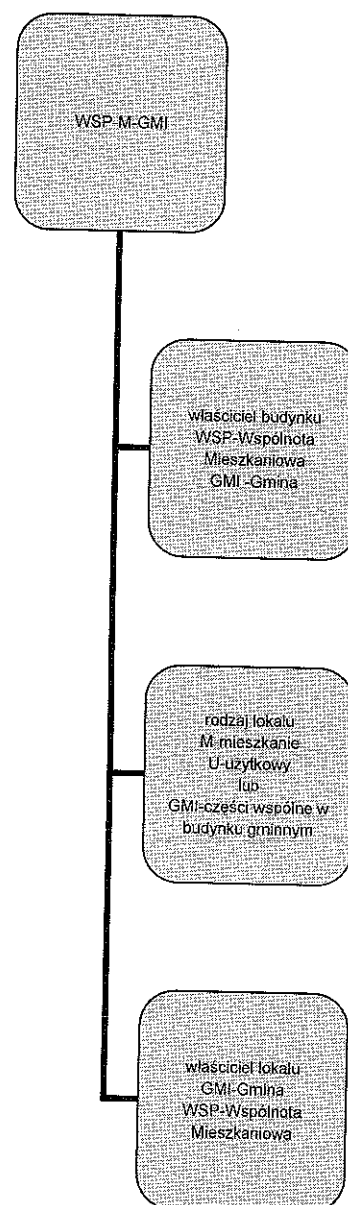 WSP-M-GMI
właściciel budynku
WSP-Wspólnota
Mieszkaniowa
GMI -Gmina
rodzaj lokalu
M-mieszkanie
U-użytkowy
lub
GMI-części wspólne w
budynku gminnym
właściciel lokalu
GMI-Gmina
WSP-Wspólnota
Mieszkaniowa